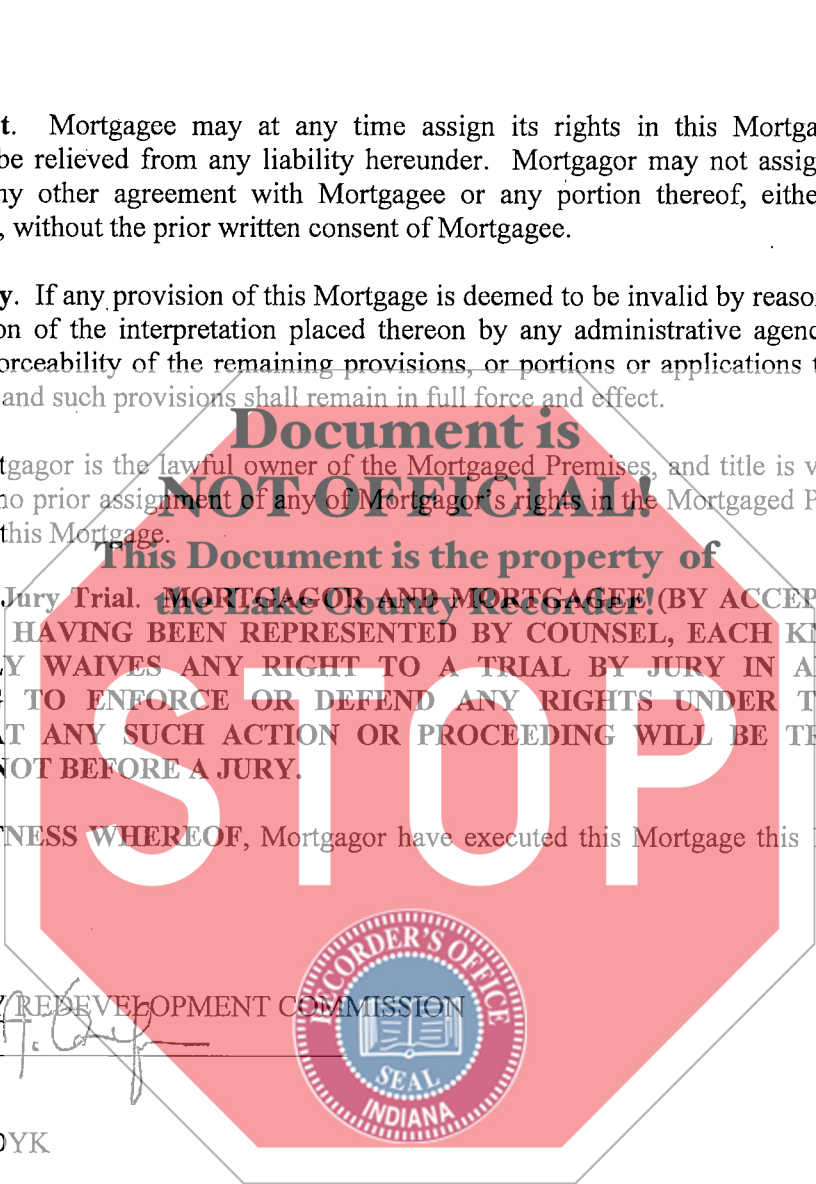 t. Mortgagee may at any time assign its rights in this Mortga
be relieved from any liability hereunder. Mortgagor may not assig
ny other agreement with Mortgagee or any portion thereof, eithe
, without the prior written consent of Mortgagee.
y. If any provision of this Mortgage is deemed to be invalid by reaso
on of the interpretation placed thereon by any administrative agenc
orceability of the remaining provisions, or portions or applications t
and such provisions shall remain in full force and effect.
Document is
tgagor is the lawful owner of the Mortgaged Premises, and title is v
NOT OFFICIAL!
no prior assignment of any of Mortgagor's rights in the Mortgaged P
this Mortgage.
This Document is the property of
the Lake County Recorder!
Jury Trial. MORTGAGOR AND MORTGAGEE (BY ACCEP
HAVING BEEN REPRESENTED BY COUNSEL, EACH KN
Y WAIVES ANY RIGHT TO A TRIAL BY JURY IN A
TO ENFORCE OR DEFEND ANY RIGHTS UNDER T
AT ANY SUCH ACTION OR PROCEEDING WILL BE TR
NOT BEFORE A JURY.
STOP
TNESS WHEREOF, Mortgagor have executed this Mortgage this
RECORDER'S OFFICE
REDEVELOPMENT COMMISSION
SEAL
INDIANA
OYK